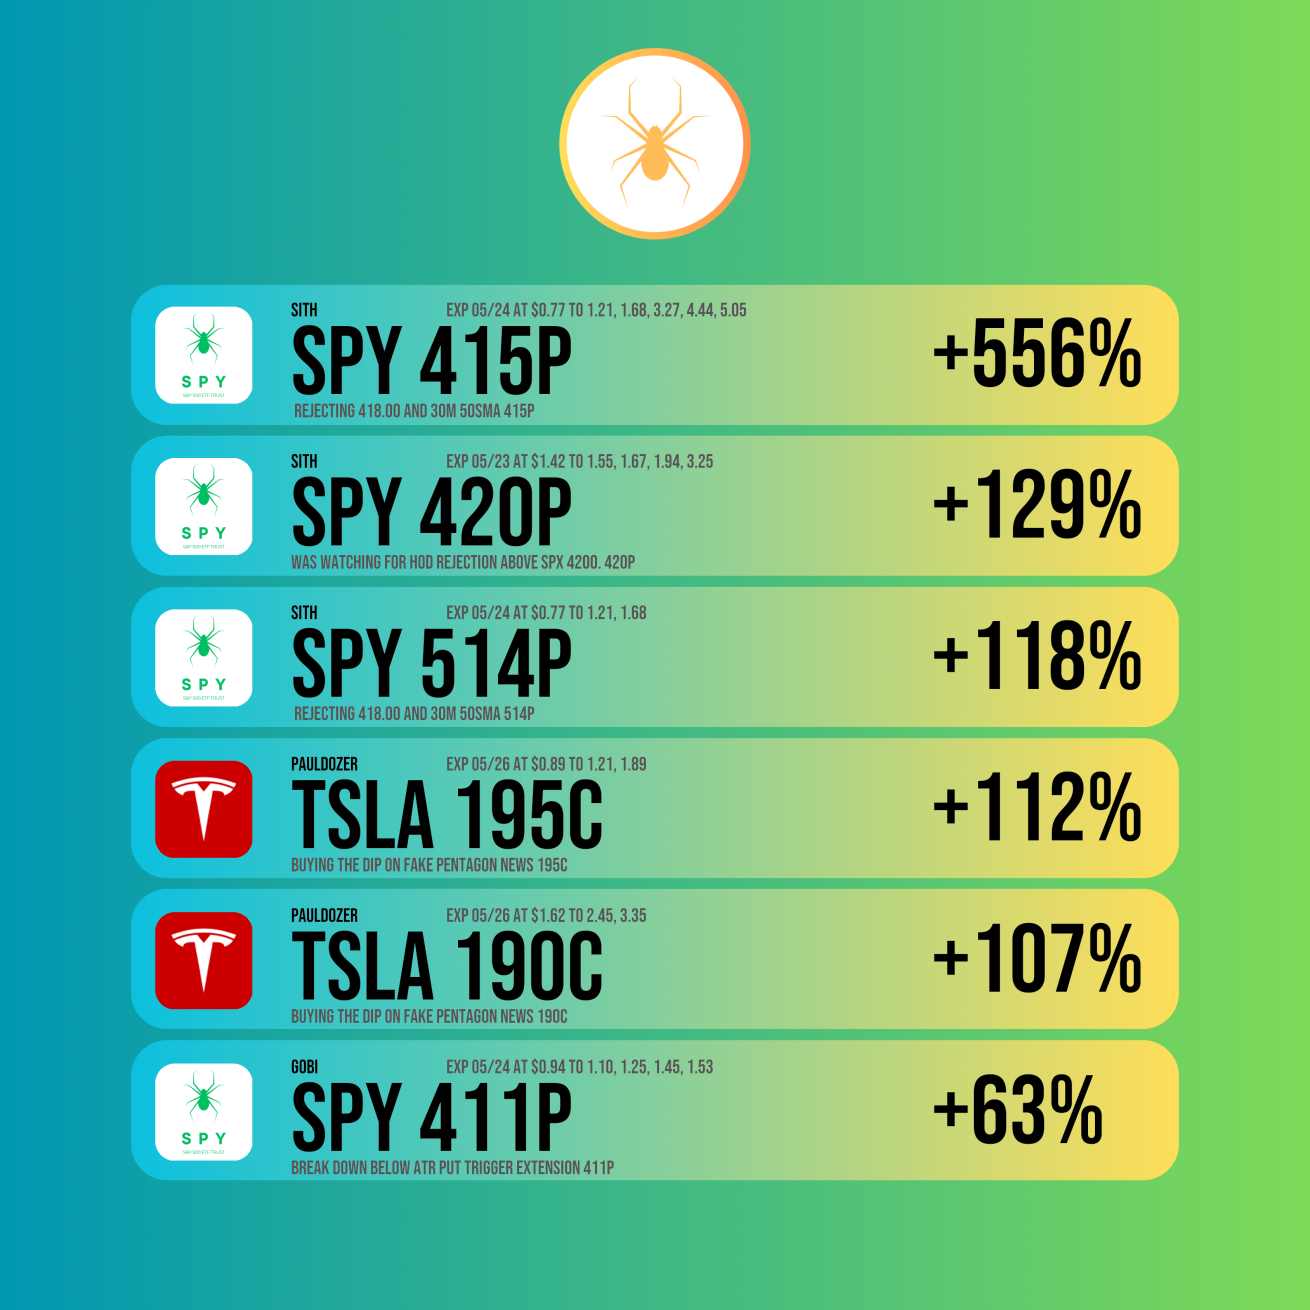 SITH EXP 05/24 AT $0.77 TO 1.21, 1.68, 3.27, 4.44, 5.05
SPY 415P
+556%
REJECTING 418.00 AND 30M 50SMA 415P
SPY
S&P 500 ETF TRUST
SITH EXP 05/23 AT $1.42 TO 1.55, 1.67, 1.94, 3.25
SPY 420P
+129%
WAS WATCHING FOR HOD REJECTION ABOVE SPX 4200. 420P
SPY
S&P 500 ETF TRUST
SITH EXP 05/24 AT $0.77 TO 1.21, 1.68
SPY 514P
+118%
REJECTING 418.00 AND 30M 50SMA 514P
SPY
S&P 500 ETF TRUST
PAULDOZER EXP 05/26 AT $0.89 TO 1.21, 1.89
TSLA 195C
+112%
BUYING THE DIP ON FAKE PENTAGON NEWS 195C
PAULDOZER EXP 05/26 AT $1.62 TO 2.45, 3.35
TSLA 190C
+107%
BUYING THE DIP ON FAKE PENTAGON NEWS 190C
GOBI EXP 05/24 AT $0.94 TO 1.10, 1.25, 1.45, 1.53
SPY 411P
+63%
BREAK DOWN BELOW ATR PUT TRIGGER EXTENSION 411P
SPY
S&P 500 ETF TRUST